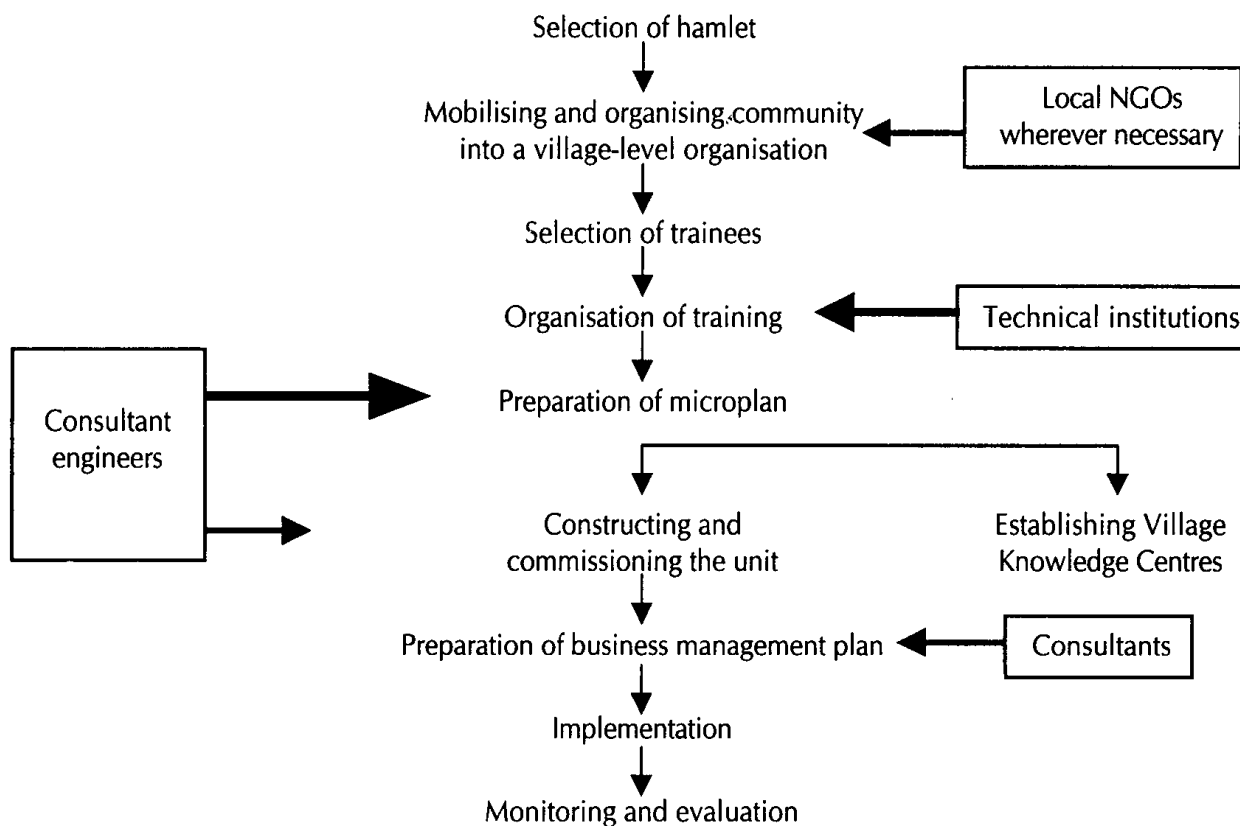 Selection of hamlet
Mobilising and organising community
into a village-level organisation
Local NGOs
wherever necessary
Selection of trainees
Organisation of training
Technical institutions
Consultant
engineers
Preparation of microplan
Constructing and
commissioning the unit
Establishing Village
Knowledge Centres
Preparation of business management plan
Consultants
Implementation
Monitoring and evaluation